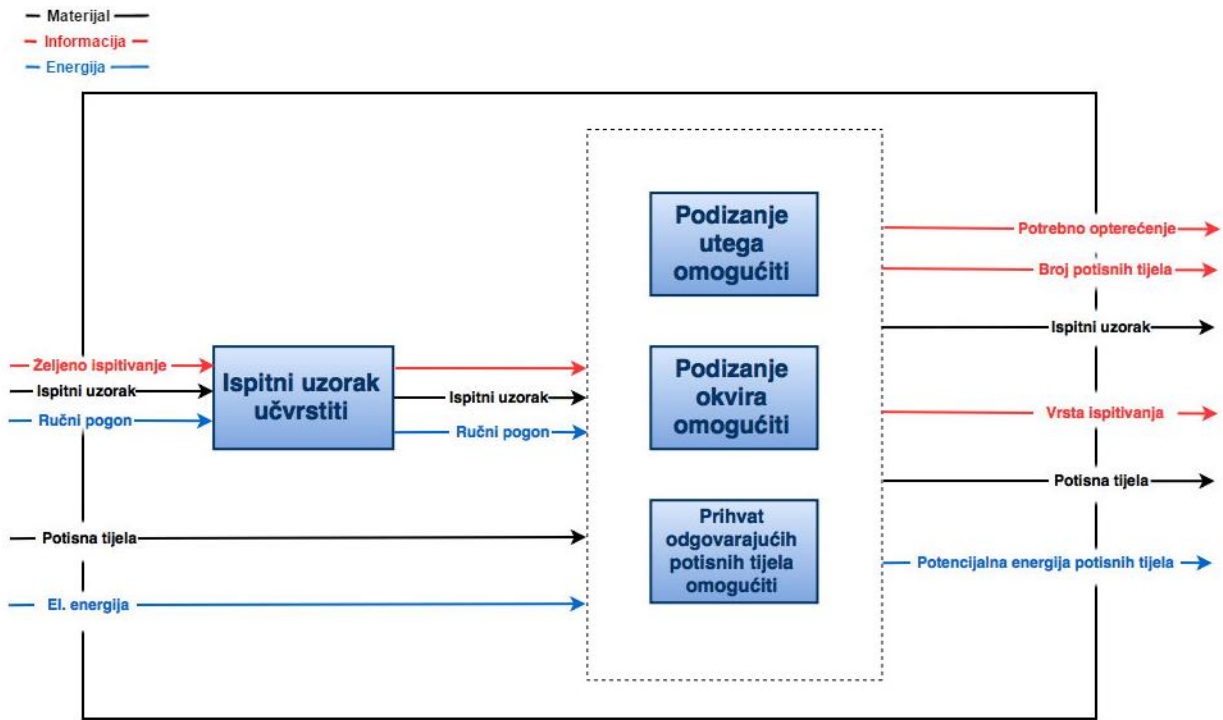 Materijal
Informacija
Energija
Podizanje
utega
omogućiti
Potrebno opterećenje
Broj potisnih tijela
Ispitni uzorak
Željeno ispitivanje
Ispitni uzorak
Ručni pogon
Ispitni uzorak
učvrstiti
Ispitni uzorak
Ručni pogon
Podizanje
okvira
omogućiti
Vrsta ispitivanja
Potisna tijela
Potisna tijela
El. energija
Prihvat
odgovarajućih
potisnih tijela
omogućiti
Potencijalna energija potisnih tijela